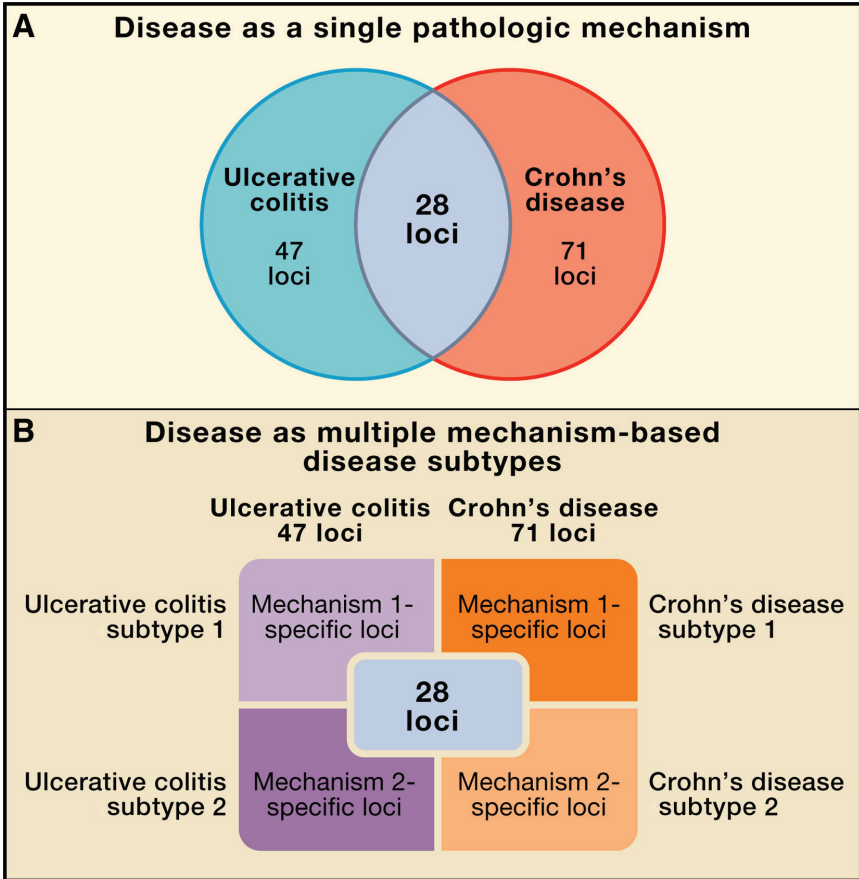 A
Disease as a single pathologic mechanism
Ulcerative
colitis
47
loci
28
loci
Crohn's
disease
71
loci
B
Disease as multiple mechanism-based
disease subtypes
Ulcerative colitis
47 loci
Crohn's disease
71 loci
Ulcerative colitis
subtype 1
Mechanism 1-
specific loci
Mechanism 1-
specific loci
Crohn's disease
subtype 1
28
loci
Ulcerative colitis
subtype 2
Mechanism 2-
specific loci
Mechanism 2-
specific loci
Crohn's disease
subtype 2